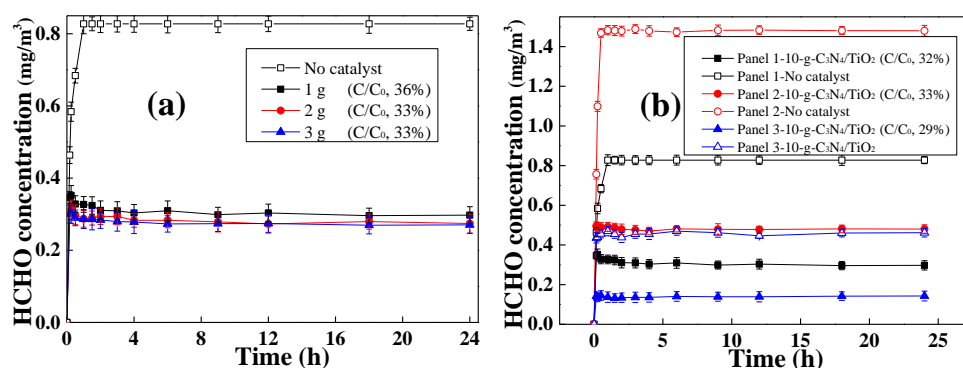 (a)
HCHO concentration (mg/m³)
0.8
0.6
0.4
0.2
0.0
No catalyst
1 g (C/C₀, 36%)
2 g (C/C₀, 33%)
3 g (C/C₀, 33%)
0 4 8 12 16 20 24
Time (h)
(b)
HCHO concentration (mg/m³)
1.4
1.2
1.0
0.8
0.6
0.4
0.2
0.0
Panel 1-10-g-C₃N₄/TiO₂ (C/C₀, 32%)
Panel 1-No catalyst
Panel 2-10-g-C₃N₄/TiO₂ (C/C₀, 33%)
Panel 2-No catalyst
Panel 3-10-g-C₃N₄/TiO₂ (C/C₀, 29%)
Panel 3-10-g-C₃N₄/TiO₂
0 5 10 15 20 25
Time (h)